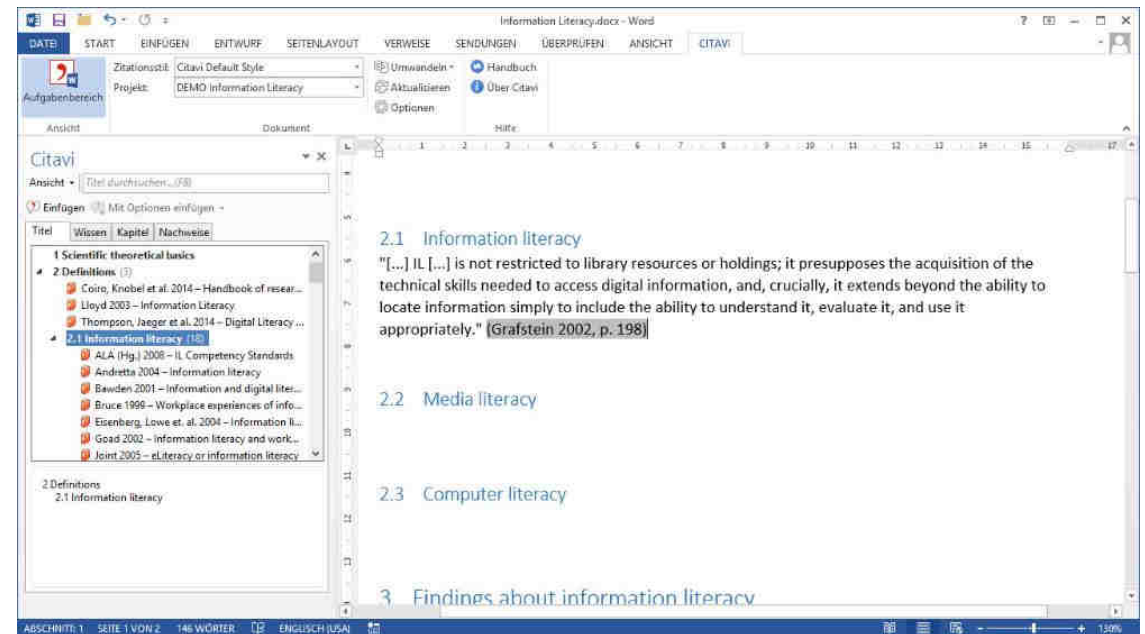 Information Literacy.docx - Word
DATEI START EINFÜGEN ENTWURF SEITENLAYOUT VERWEISE SENDUNGEN ÜBERPRÜFEN ANSICHT CITAVI
Zitationsstil: Citavi Default Style
Projekt: DEMO Information Literacy
Aufgabenbereich
Umwandeln
Aktualisieren
Optionen
Handbuch
Über Citavi
Ansicht
Dokument
Hilfe
Citavi
Ansicht Titel durchsuchen...(F8)
Einfügen Mit Optionen einfügen
Titel Wissen Kapitel Nachweise
1 Scientific theoretical basics
2 Definitions (3)
Coiro, Knobel et al. 2014 – Handbook of resear...
Lloyd 2003 – Information Literacy
Thompson, Jaeger et al. 2014 – Digital Literacy ...
2.1 Information literacy (18)
ALA (Hg.) 2008 – IL Competency Standards
Andretta 2004 – Information literacy
Bawden 2001 – Information and digital liter...
Bruce 1999 – Workplace experiences of info...
Eisenberg, Lowe et. al. 2004 – Information li...
Goad 2002 – Information literacy and work...
Joint 2005 – eLiteracy or information literacy
2 Definitions
2.1 Information literacy
2.1 Information literacy
"[...] IL [...] is not restricted to library resources or holdings; it presupposes the acquisition of the
technical skills needed to access digital information, and, crucially, it extends beyond the ability to
locate information simply to include the ability to understand it, evaluate it, and use it
appropriately." (Grafstein 2002, p. 198)
2.2 Media literacy
2.3 Computer literacy
3 Findings about information literacy
ABSCHNITT: 1 SEITE 1 VON 2 146 WÖRTER ENGLISCH (USA) 130%